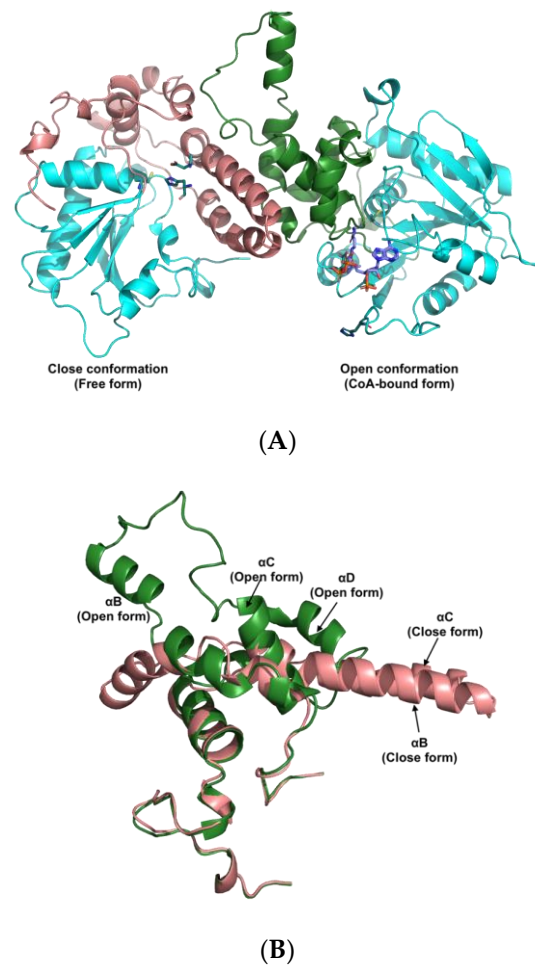 Close conformation
(Free form)
Open conformation
(CoA-bound form)
(A)
αC
(Open form)
αD
(Open form)
αB
(Open form)
αC
(Close form)
αB
(Close form)
(B)